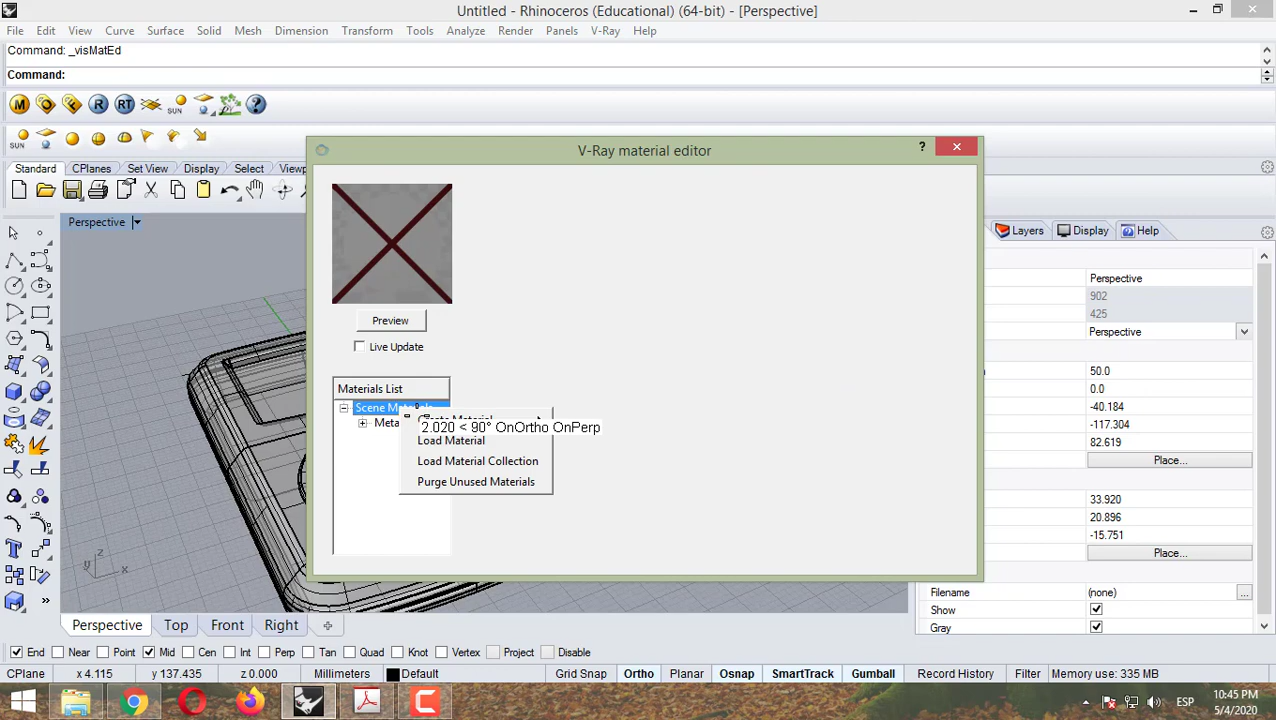 Untitled - Rhinoceros (Educational) (64-bit) - [Perspective]
File Edit View Curve Surface Solid Mesh Dimension Transform Tools Analyze Render Panels V-Ray Help
Command: _visMatEd
Command:
M O F R RT SUN ?
SUN
Standard CPlanes Set View Display Select
V-Ray material editor ?
Perspective
Layers Display Help
Preview
Live Update
Materials List
Scene
Load Material
Load Material Collection
Purge Unused Materials
2.020 < 90° OnOrtho OnPerp
Perspective
902
425
Perspective
50.0
0.0
-40.184
-117.304
82.619
Place...
33.920
20.896
-15.751
Place...
Filename (none) ...
Show
Gray
z
y x
Perspective Top Front Right
End Near Point Mid Cen Int Perp Tan Quad Knot Vertex Project Disable
CPlane x 4.115 y 137.435 z 0.000 Millimeters Default Grid Snap Ortho Planar Osnap SmartTrack Gumball Record History Filter Memory use: 335 MB
ESP
10:45 PM
5/4/2020